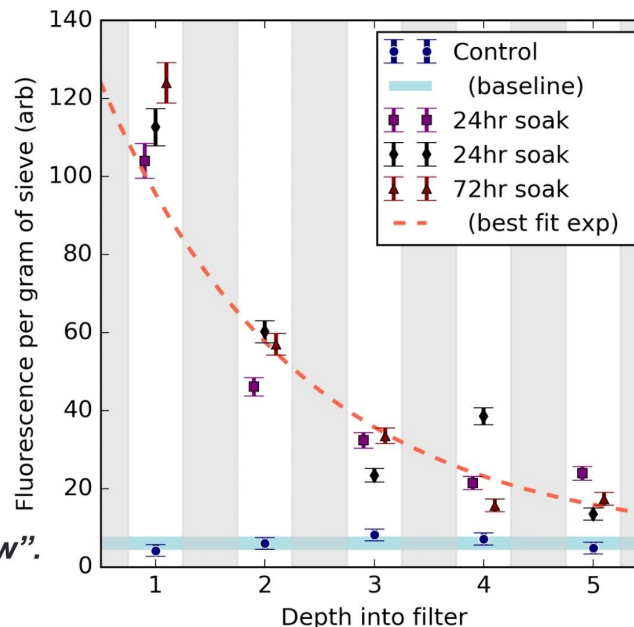 140
120
100
80
60
40
20
0
Fluorescence per gram of sieve (arb)
Control
(baseline)
24hr soak
24hr soak
72hr soak
(best fit exp)
w”.
1 2 3 4 5
Depth into filter